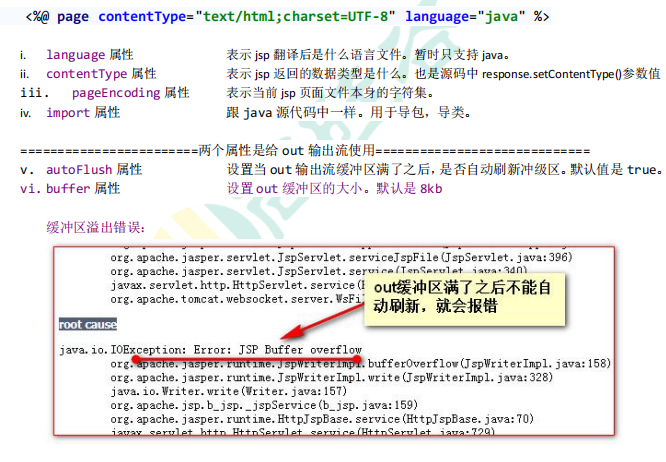 <%@ page contentType="text/html;charset=UTF-8" language="java" %>
i. language 属性 表示 jsp 翻译后是什么语言文件。暂时只支持 java。
ii. contentType 属性 表示 jsp 返回的数据类型是什么。也是源码中 response.setContentType()参数值
iii. pageEncoding 属性 表示当前 jsp 页面文件本身的字符集。
iv. import 属性 跟 java 源代码中一样。用于导包，导类。
========================两个属性是给 out 输出流使用=============================
v. autoFlush 属性 设置当 out 输出流缓冲区满了之后，是否自动刷新冲级区。默认值是 true。
vi. buffer 属性 设置 out 缓冲区的大小。默认是 8kb
缓冲区溢出错误：
org.apache.jasper.servlet.JspServlet.serviceJspFile(JspServlet.java:396)
org.apache.jasper.servlet.JspServlet.service(JspServlet.java:340)
javax.servlet.http.HttpServlet.service(
org.apache.tomcat.websocket.server.WsFi
out缓冲区满了之后不能自
动刷新，就会报错
root cause
java.io.IOException: Error: JSP Buffer overflow
org.apache.jasper.runtime.JspWriterImpl.bufferOverflow(JspWriterImpl.java:158)
org.apache.jasper.runtime.JspWriterImpl.write(JspWriterImpl.java:328)
java.io.Writer.write(Writer.java:157)
org.apache.jsp.b_jsp._jspService(b_jsp.java:159)
org.apache.jasper.runtime.HttpJspBase.service(HttpJspBase.java:70)
javax.servlet.http.HttpServlet.service(HttpServlet.java:729)